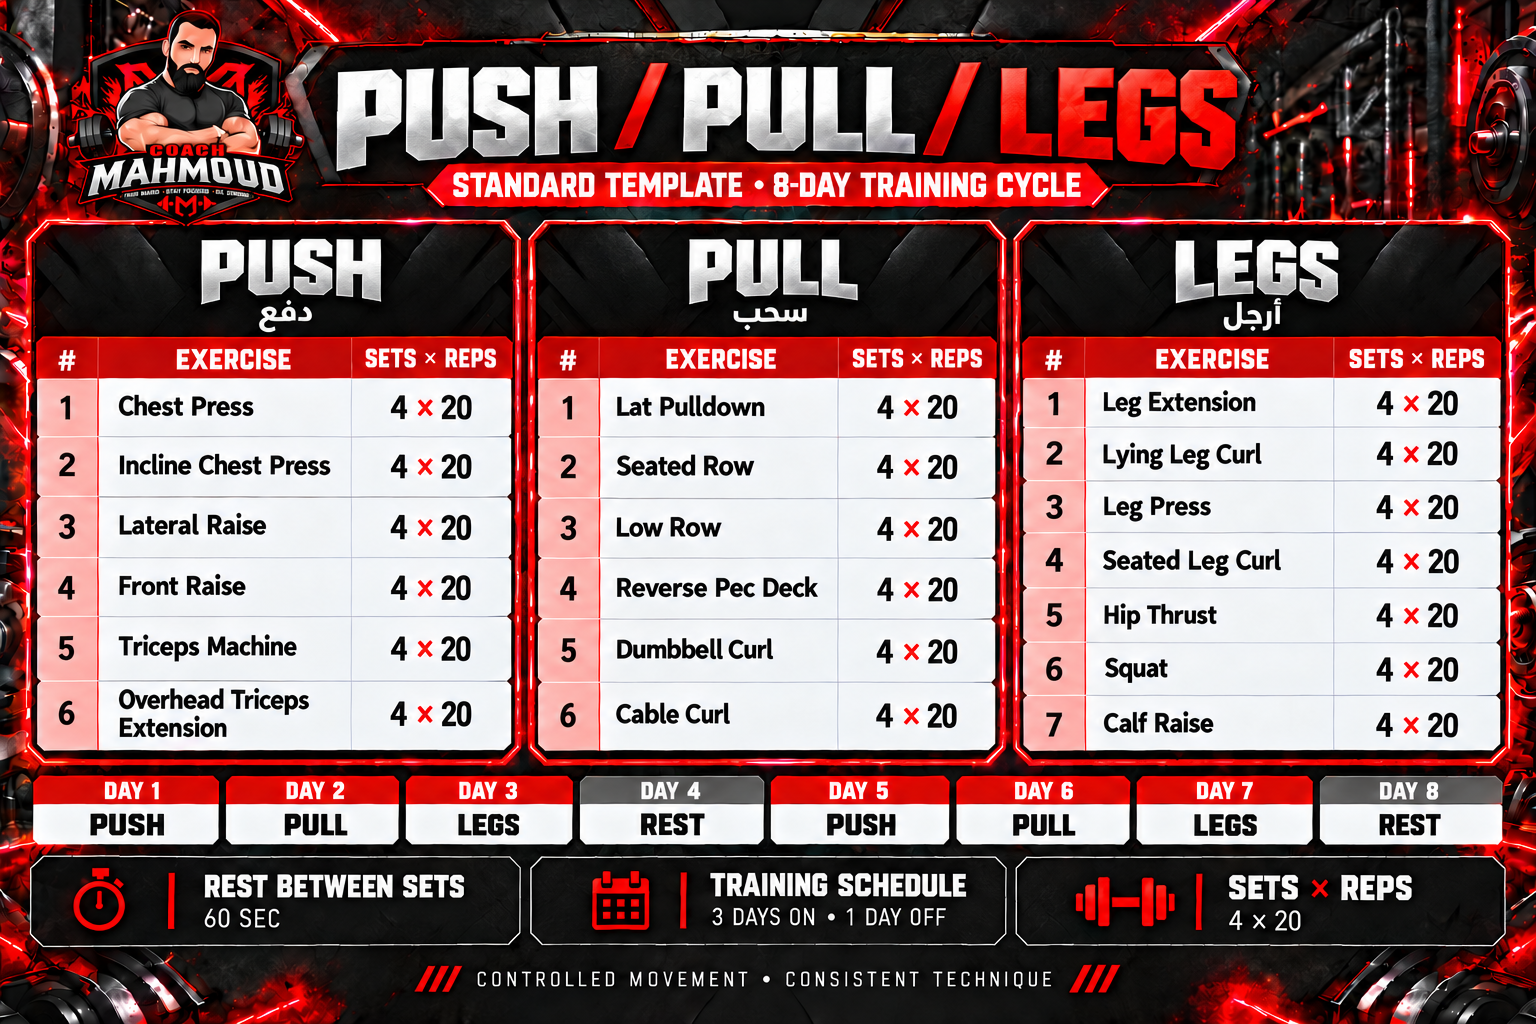 COACH
MAHMOUD
TRAIN HARD • STAY FOCUSED • BE STRONG
M
PUSH / PULL / LEGS
STANDARD TEMPLATE • 8-DAY TRAINING CYCLE
PUSH
دفع
# EXERCISE SETS × REPS
1 Chest Press 4 × 20
2 Incline Chest Press 4 × 20
3 Lateral Raise 4 × 20
4 Front Raise 4 × 20
5 Triceps Machine 4 × 20
6 Overhead Triceps
Extension 4 × 20
PULL
سحب
# EXERCISE SETS × REPS
1 Lat Pulldown 4 × 20
2 Seated Row 4 × 20
3 Low Row 4 × 20
4 Reverse Pec Deck 4 × 20
5 Dumbbell Curl 4 × 20
6 Cable Curl 4 × 20
LEGS
أرجل
# EXERCISE SETS × REPS
1 Leg Extension 4 × 20
2 Lying Leg Curl 4 × 20
3 Leg Press 4 × 20
4 Seated Leg Curl 4 × 20
5 Hip Thrust 4 × 20
6 Squat 4 × 20
7 Calf Raise 4 × 20
DAY 1
PUSH
DAY 2
PULL
DAY 3
LEGS
DAY 4
REST
DAY 5
PUSH
DAY 6
PULL
DAY 7
LEGS
DAY 8
REST
REST BETWEEN SETS
60 SEC
TRAINING SCHEDULE
3 DAYS ON • 1 DAY OFF
SETS × REPS
4 × 20
CONTROLLED MOVEMENT • CONSISTENT TECHNIQUE